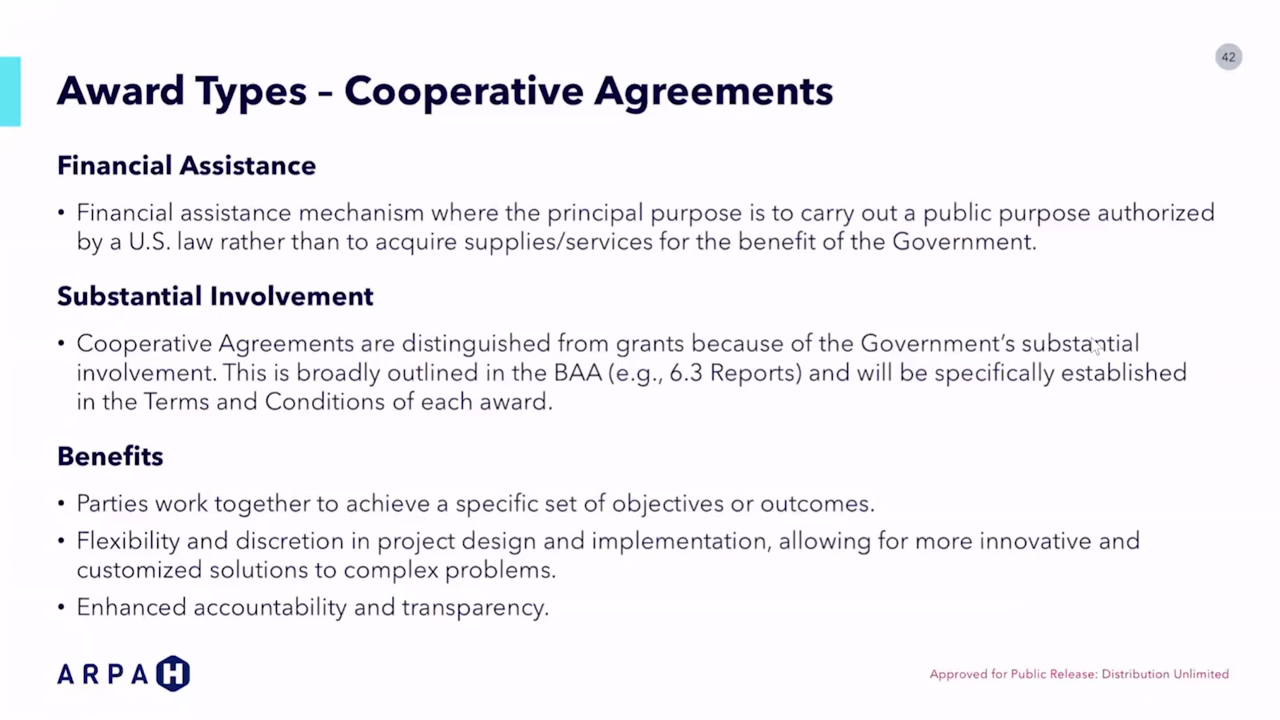 42
Award Types – Cooperative Agreements
Financial Assistance
• Financial assistance mechanism where the principal purpose is to carry out a public purpose authorized
by a U.S. law rather than to acquire supplies/services for the benefit of the Government.
Substantial Involvement
• Cooperative Agreements are distinguished from grants because of the Government's substantial
involvement. This is broadly outlined in the BAA (e.g., 6.3 Reports) and will be specifically established
in the Terms and Conditions of each award.
Benefits
• Parties work together to achieve a specific set of objectives or outcomes.
• Flexibility and discretion in project design and implementation, allowing for more innovative and
customized solutions to complex problems.
• Enhanced accountability and transparency.
ARPA H
Approved for Public Release: Distribution Unlimited